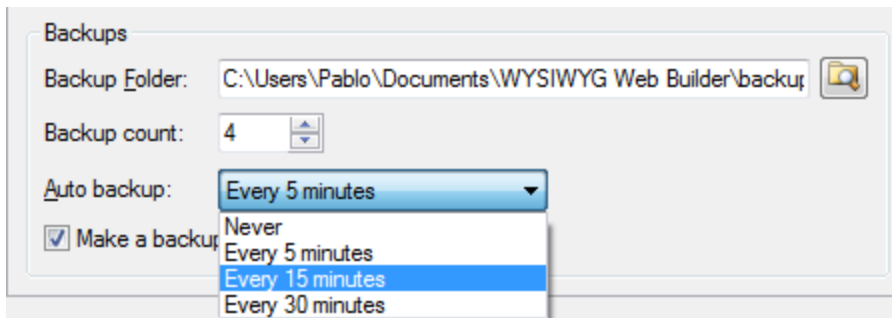 Backups
Backup Folder: C:\Users\Pablo\Documents\WYSIWYG Web Builder\backup
Backup count: 4
Auto backup: Every 5 minutes
Never
Make a backup
Every 5 minutes
Every 15 minutes
Every 30 minutes